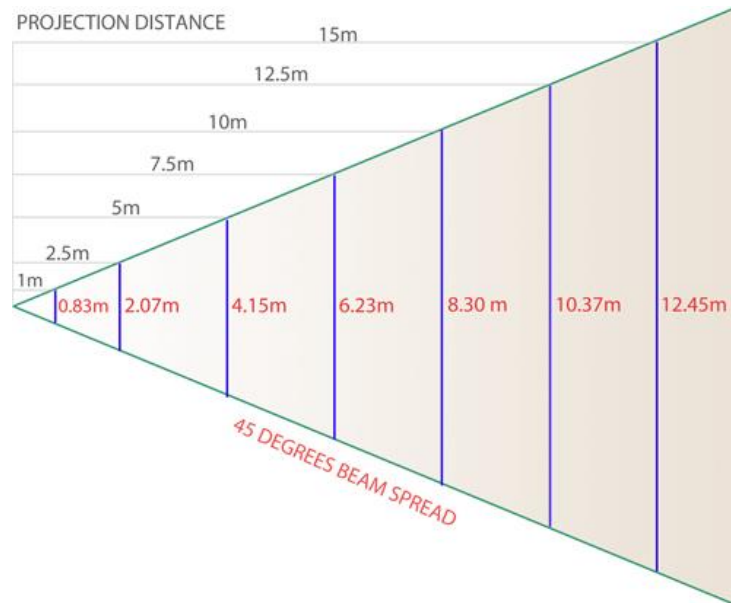 PROJECTION DISTANCE
15m
12.5m
10m
7.5m
5m
2.5m
1m
0.83m 2.07m 4.15m 6.23m 8.30 m 10.37m 12.45m
45 DEGREES BEAM SPREAD